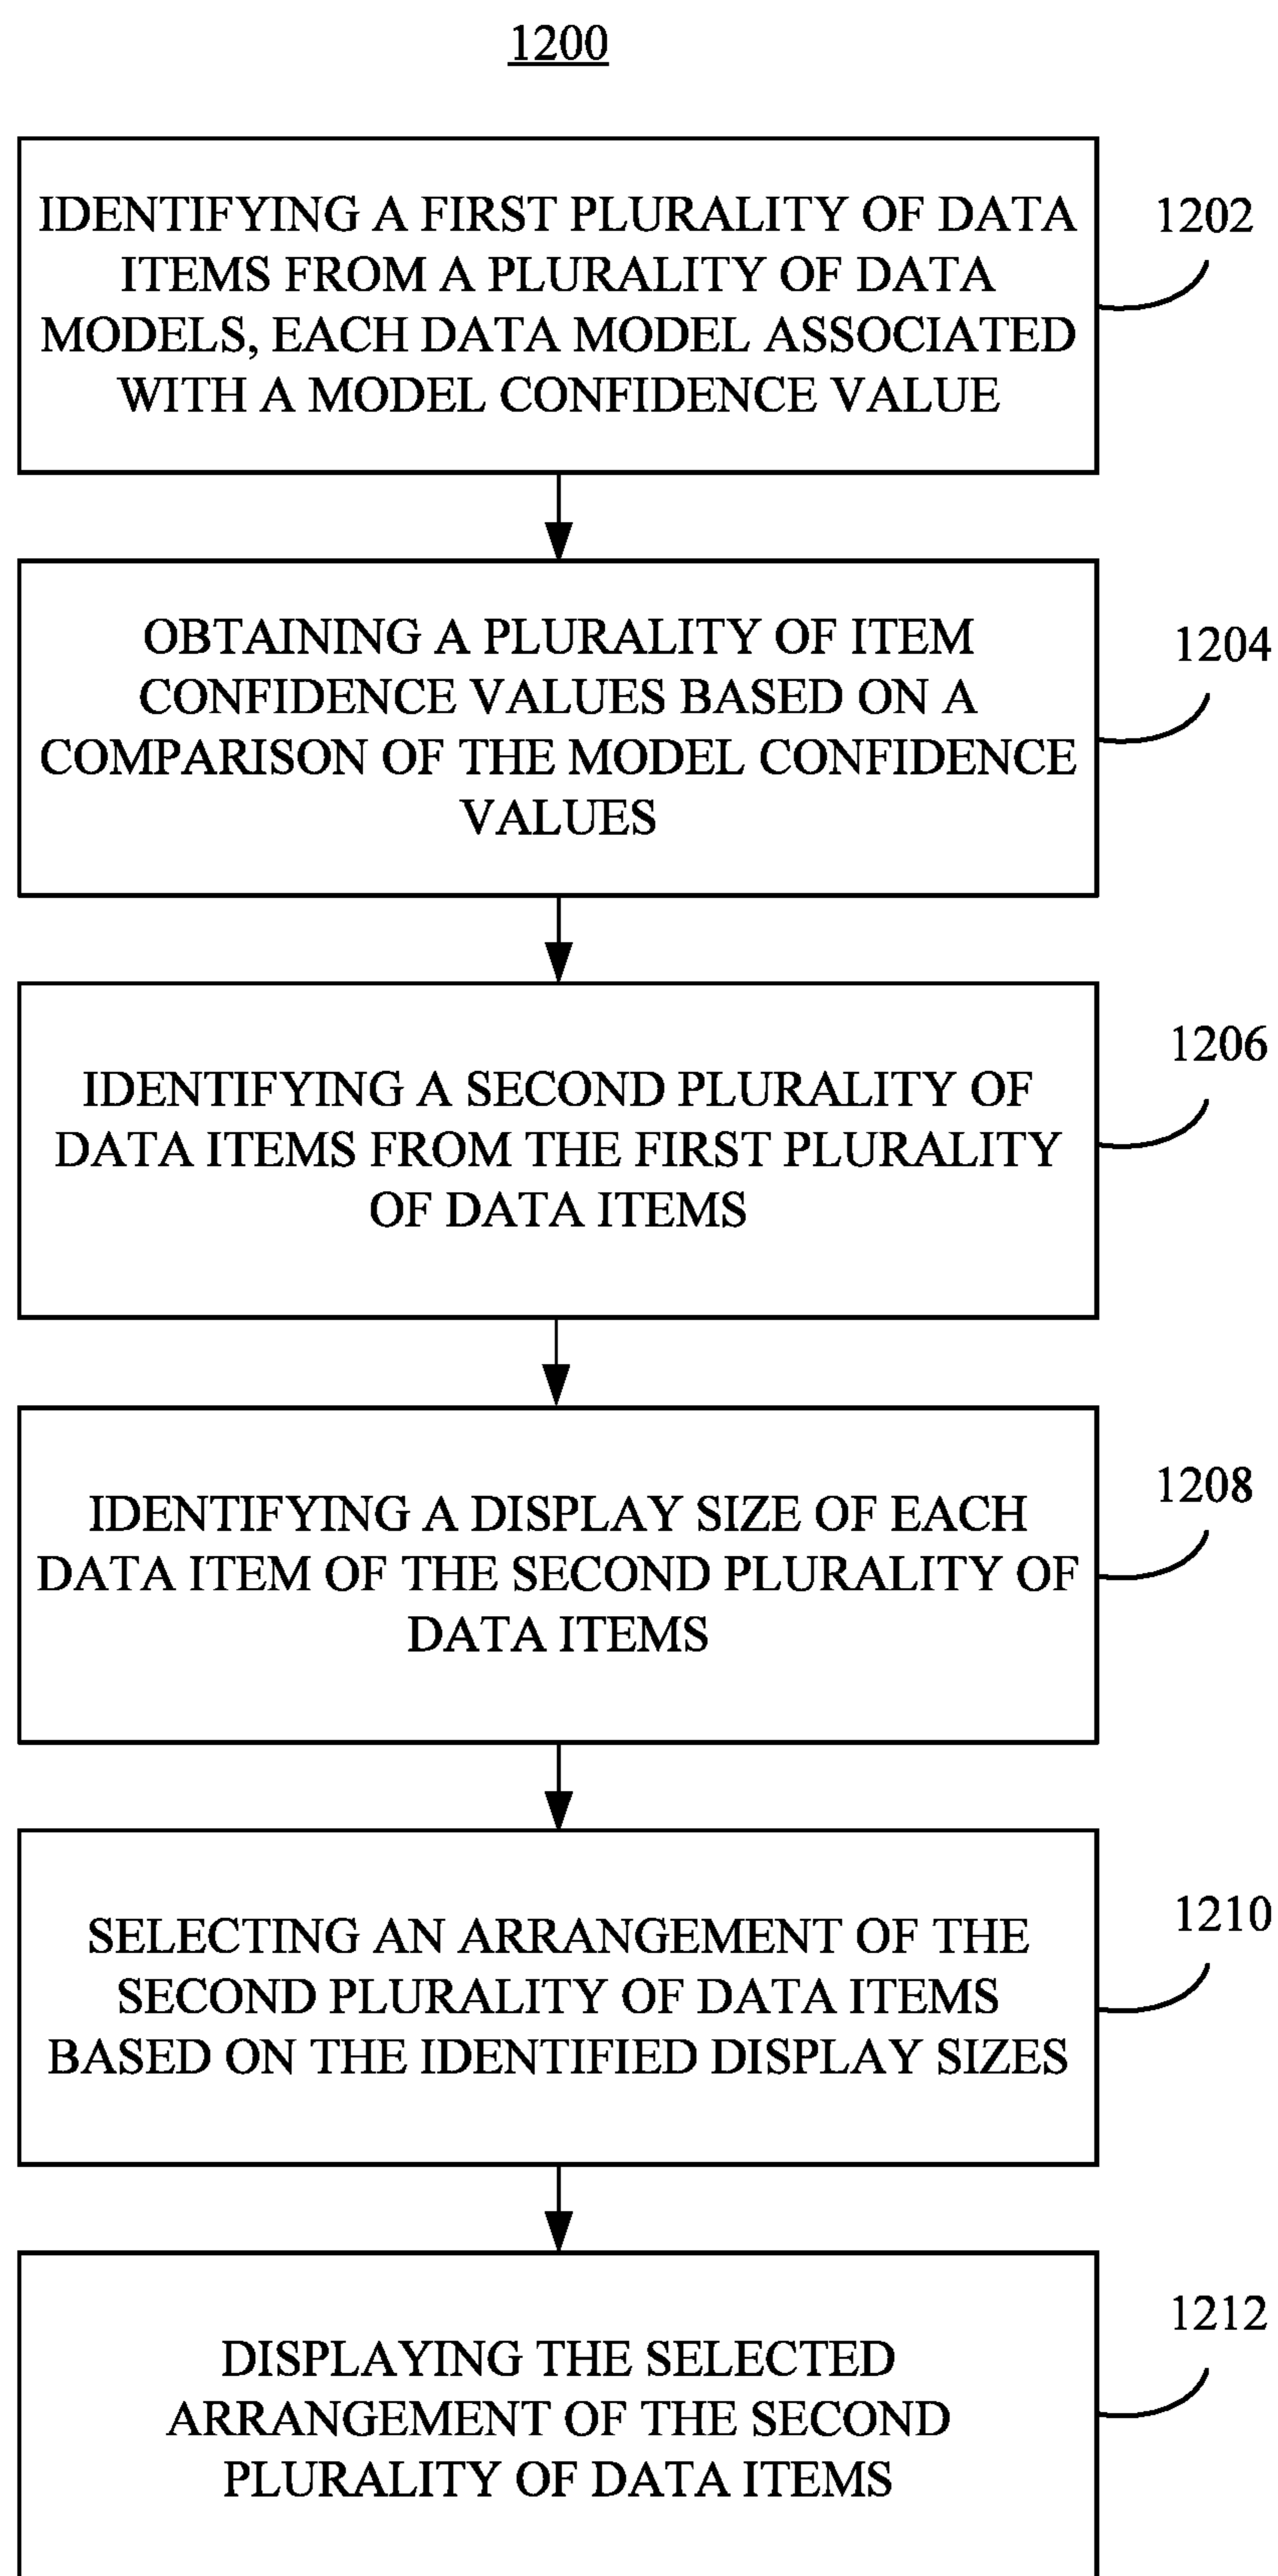 1200
IDENTIFYING A FIRST PLURALITY OF DATA
ITEMS FROM A PLURALITY OF DATA
MODELS, EACH DATA MODEL ASSOCIATED
WITH A MODEL CONFIDENCE VALUE
1202
OBTAINING A PLURALITY OF ITEM
CONFIDENCE VALUES BASED ON A
COMPARISON OF THE MODEL CONFIDENCE
VALUES
1204
IDENTIFYING A SECOND PLURALITY OF
DATA ITEMS FROM THE FIRST PLURALITY
OF DATA ITEMS
1206
IDENTIFYING A DISPLAY SIZE OF EACH
DATA ITEM OF THE SECOND PLURALITY OF
DATA ITEMS
1208
SELECTING AN ARRANGEMENT OF THE
SECOND PLURALITY OF DATA ITEMS
BASED ON THE IDENTIFIED DISPLAY SIZES
1210
DISPLAYING THE SELECTED
ARRANGEMENT OF THE SECOND
PLURALITY OF DATA ITEMS
1212